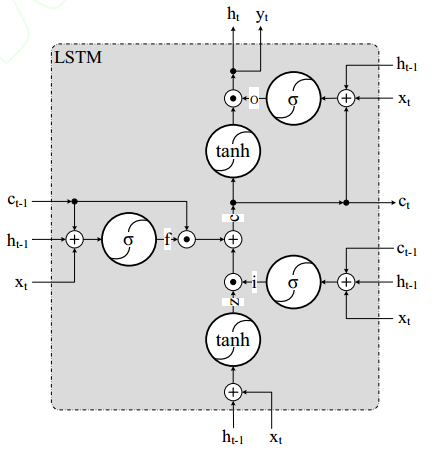 ht yt
LSTM
ht-1
o σ
xt
tanh
ct-1
c
ct
ht-1
σ f
ct-1
xt
i σ
ht-1
z
xt
tanh
ht-1 xt